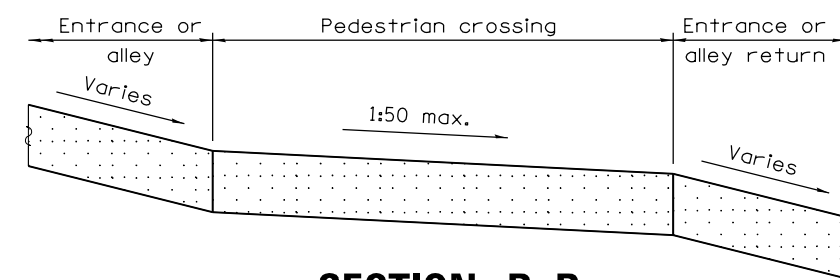 Entrance or
alley
Pedestrian crossing
Entrance or
alley return
Varies
1:50 max.
Varies
SECTION B-B